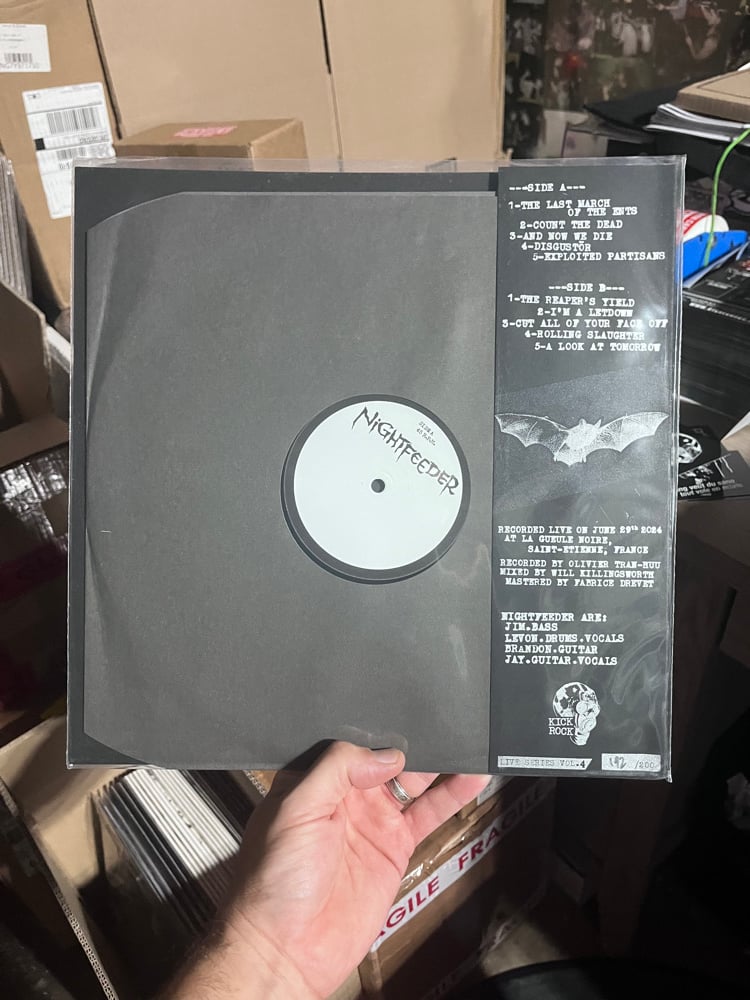 ---SIDE A---
1-THE LAST MARCH
OF THE ENTS
2-COUNT THE DEAD
3-AND NOW WE DIE
4-DISGUSTÖR
5-EXPLOITED PARTISANS
---SIDE B---
1-THE REAPER'S YIELD
2-I'M A LETDOWN
3-CUT ALL OF YOUR FACE OFF
4-ROLLING SLAUGHTER
5-A LOOK AT TOMORROW
NIGHTFEEDER
SIDE A
RECORDED LIVE ON JUNE 29th 2024
AT LA GUEULE NOIRE,
SAINT-ETIENNE, FRANCE
RECORDED BY OLIVIER TRAN-HUU
MIXED BY WILL KILLINGSWORTH
MASTERED BY FABRICE DREVET
NIGHTFEEDER ARE:
JIM.BASS
LEVON.DRUMS.VOCALS
BRANDON.GUITAR
JAY.GUITAR.VOCALS
KICK
ROCK
LIVE SERIES VOL.4
192 /200
AGILE FRAGILE